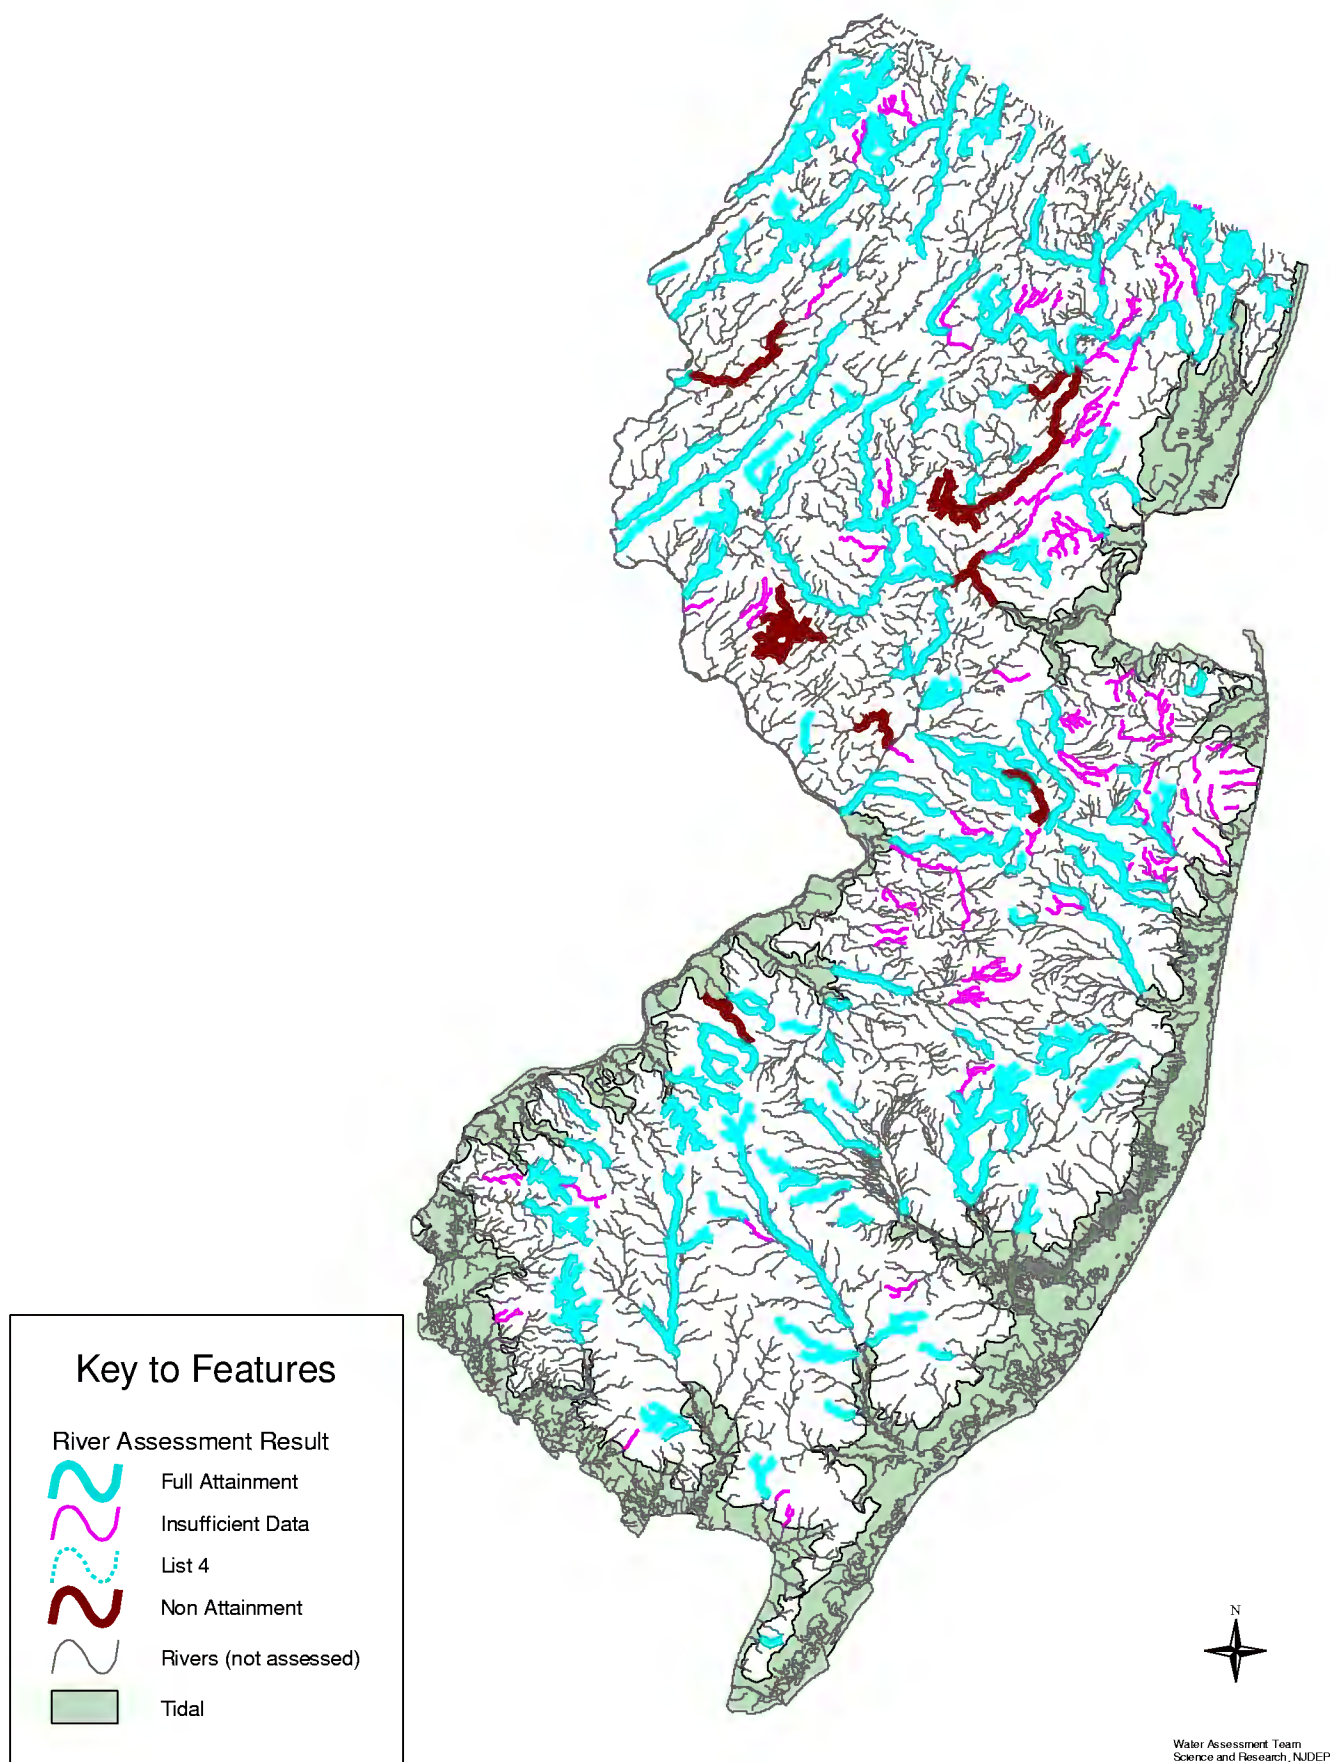 Key to Features
River Assessment Result
Full Attainment
Insufficient Data
List 4
Non Attainment
Rivers (not assessed)
Tidal
N
Water Assessment Team
Science and Research, NJDEP